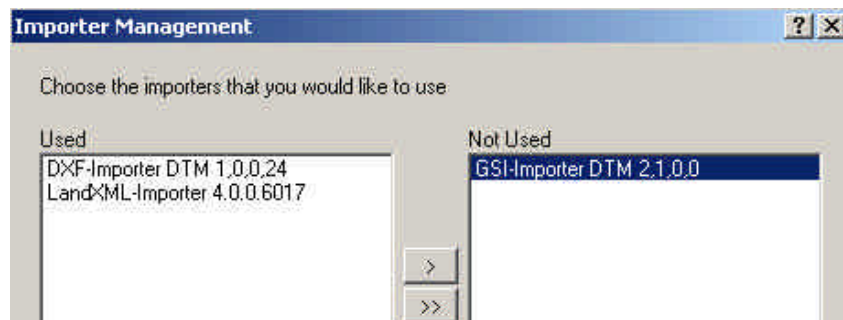 Importer Management
Choose the importers that you would like to use
Used
Not Used
DXF-Importer DTM 1,0,0,24
LandXML-Importer 4.0.0.6017
GSI-Importer DTM 2,1,0,0
>
>>